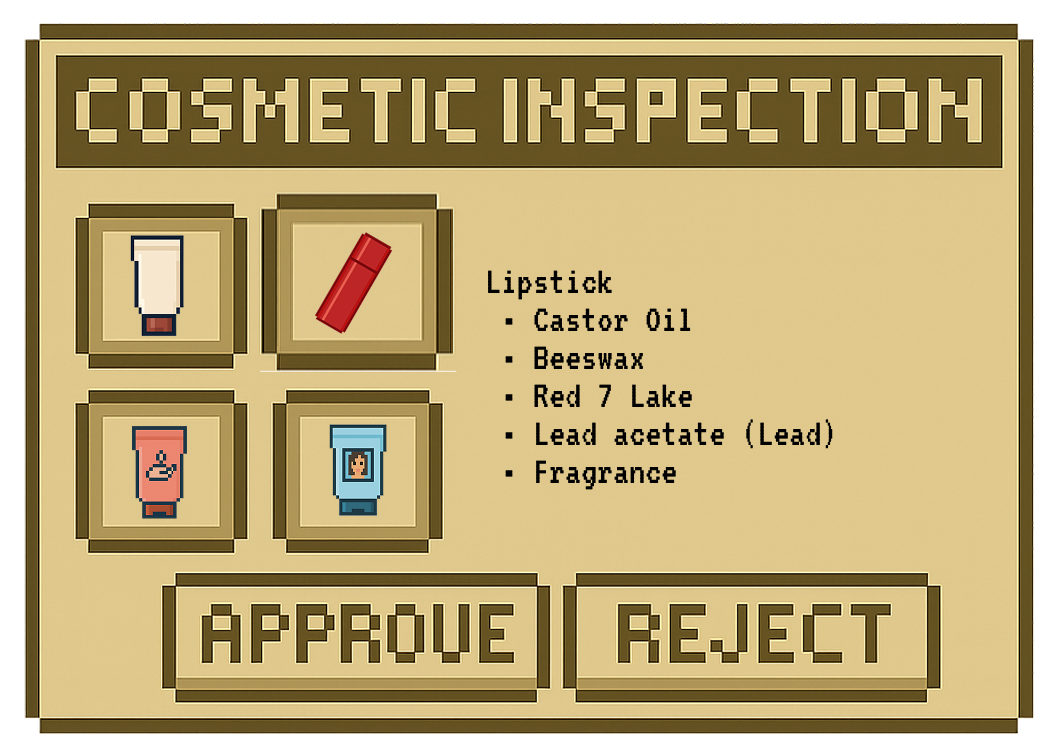 COSMETIC INSPECTION
Lipstick
▪ Castor Oil
▪ Beeswax
▪ Red 7 Lake
▪ Lead acetate (Lead)
▪ Fragrance
APPROVE
REJECT